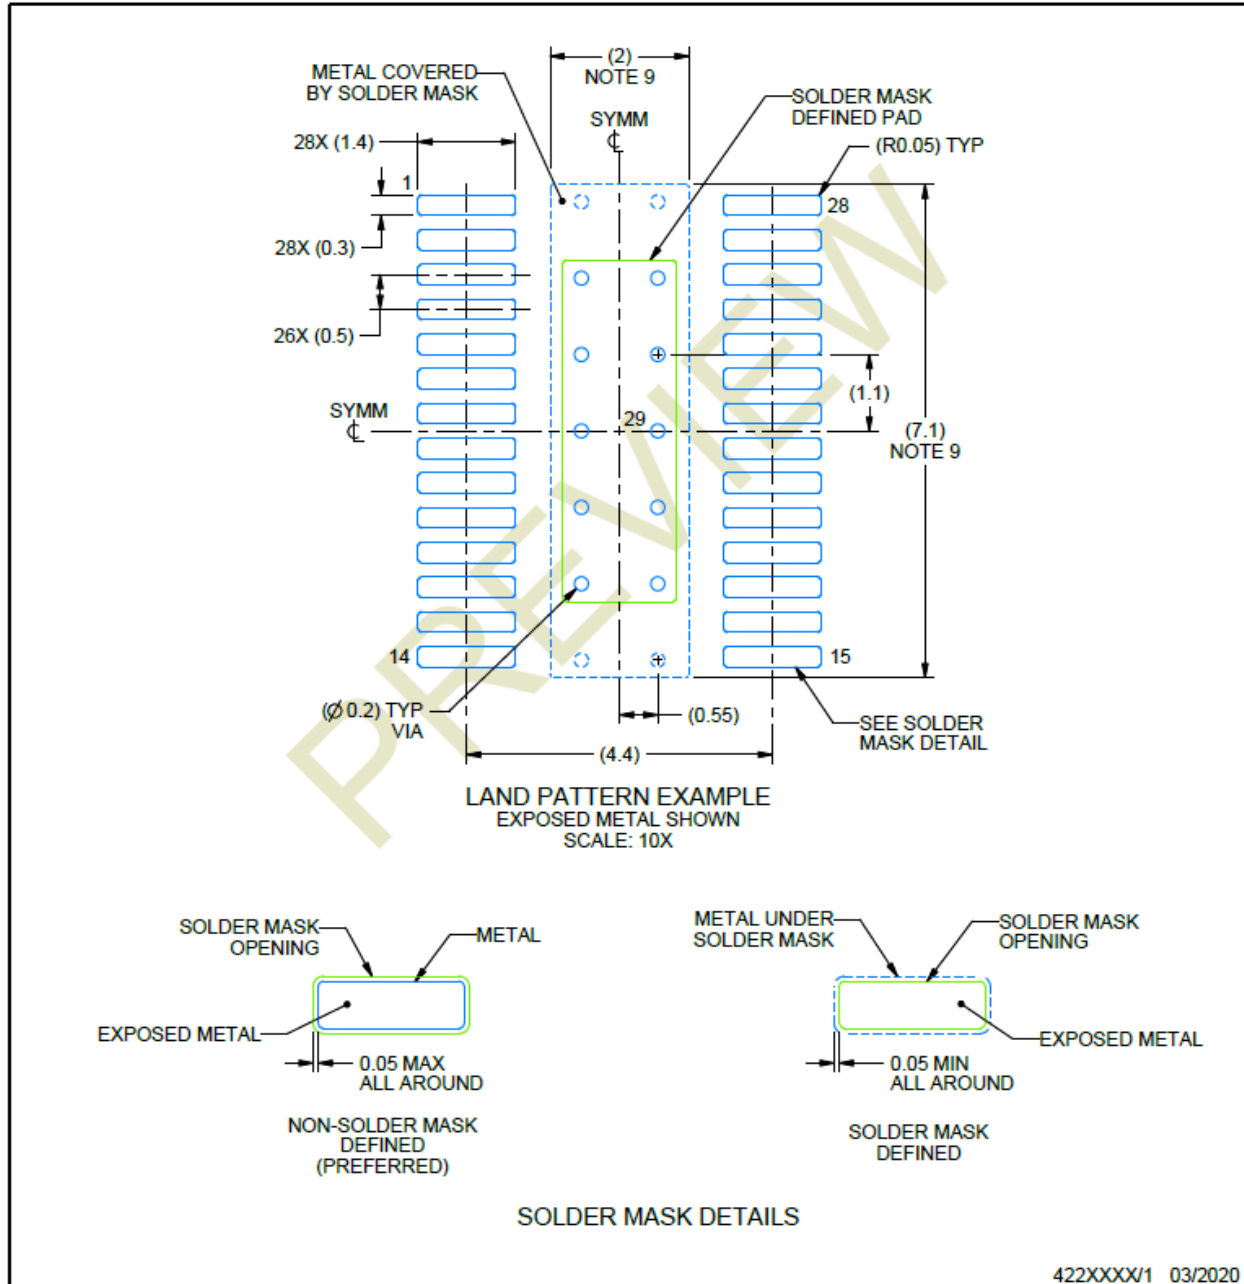 (2)
NOTE 9
METAL COVERED
BY SOLDER MASK
SOLDER MASK
DEFINED PAD
SYMM
℄
28X (1.4)
(R0.05) TYP
1
28
28X (0.3)
26X (0.5)
(1.1)
SYMM
℄
29
(7.1)
NOTE 9
14
15
(Ø 0.2) TYP
VIA
(0.55)
SEE SOLDER
MASK DETAIL
(4.4)
PREVIEW
LAND PATTERN EXAMPLE
EXPOSED METAL SHOWN
SCALE: 10X
SOLDER MASK
OPENING
METAL
EXPOSED METAL
0.05 MAX
ALL AROUND
NON-SOLDER MASK
DEFINED
(PREFERRED)
METAL UNDER
SOLDER MASK
SOLDER MASK
OPENING
EXPOSED METAL
0.05 MIN
ALL AROUND
SOLDER MASK
DEFINED
SOLDER MASK DETAILS
422XXXX/1 03/2020